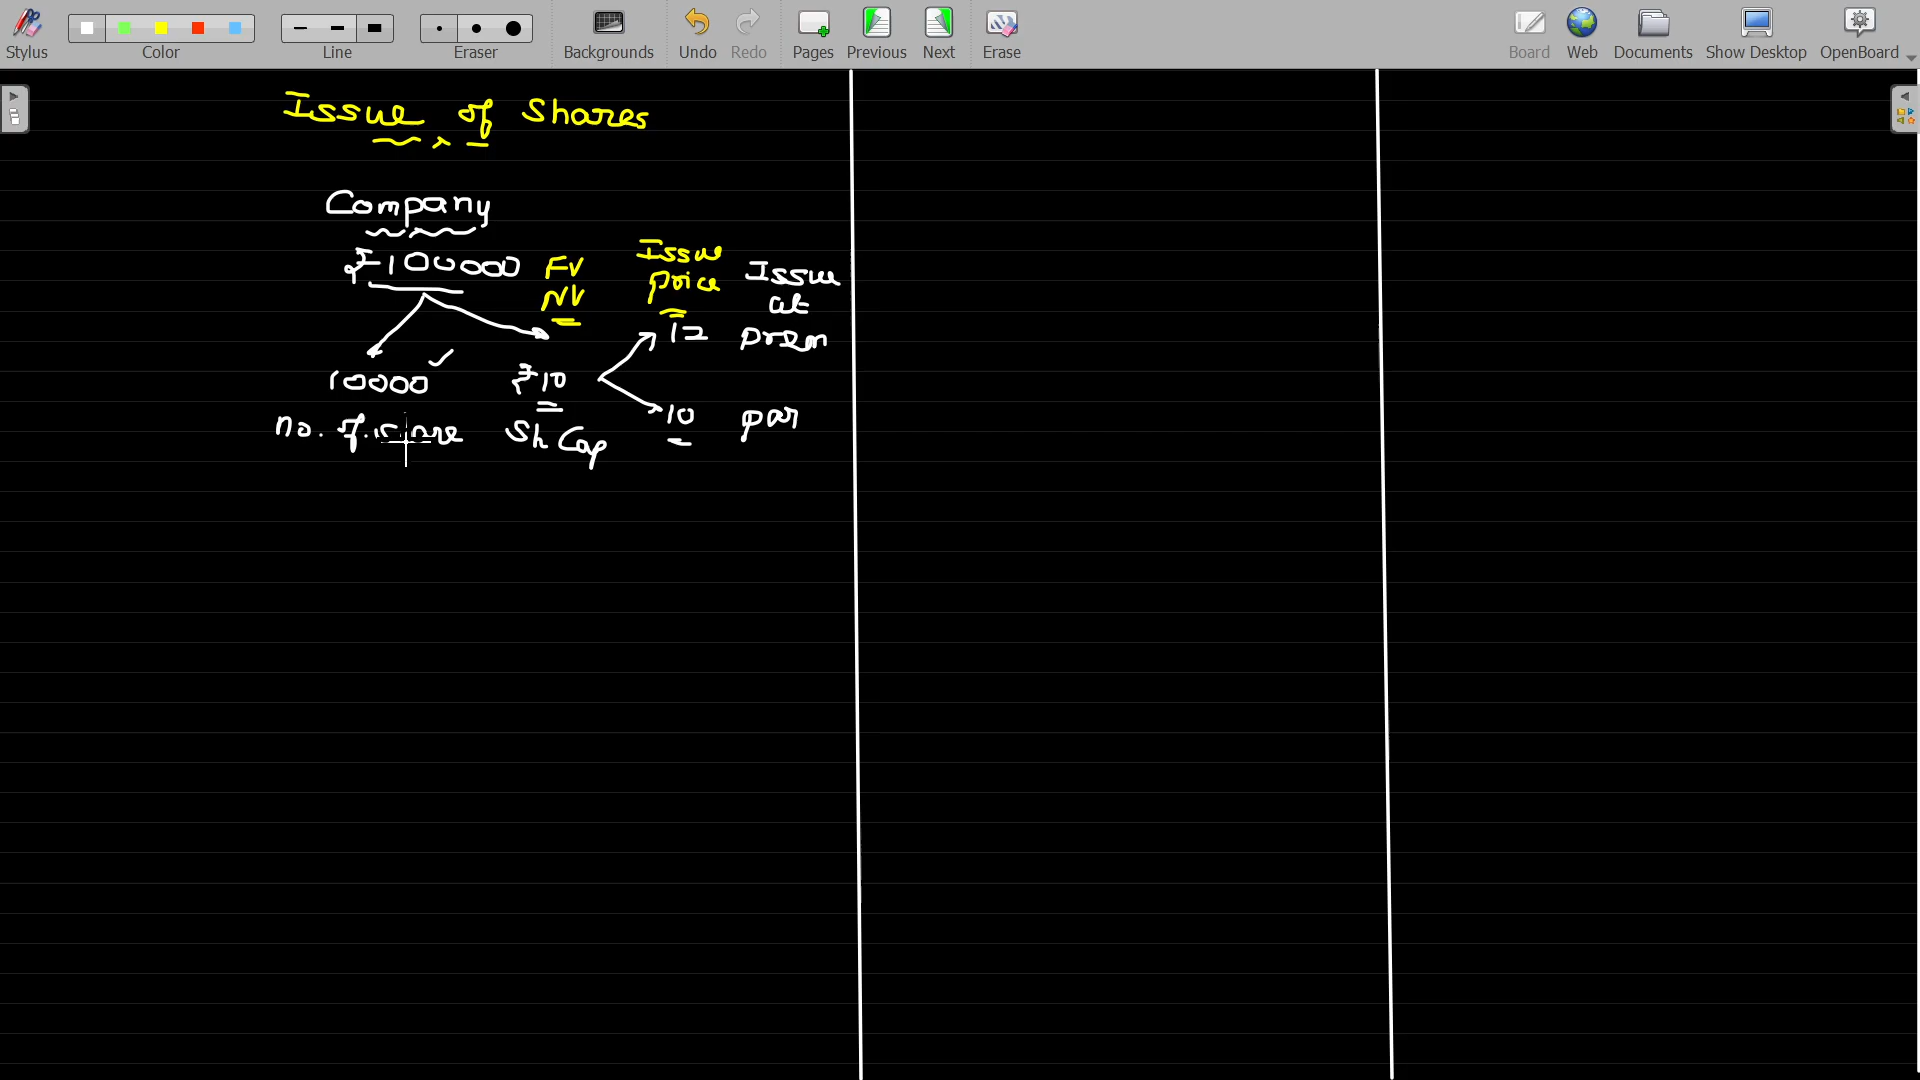 Stylus
Color
Line
Eraser
Backgrounds
Undo
Redo
Pages
Previous
Next
Erase
Board
Web
Documents
Show Desktop
OpenBoard
Issue of Shares
Company
₹100000
FV
NV
Issue
price
Issue
at
12 prem
10000
₹10
10 par
no. of share
Sh Cap